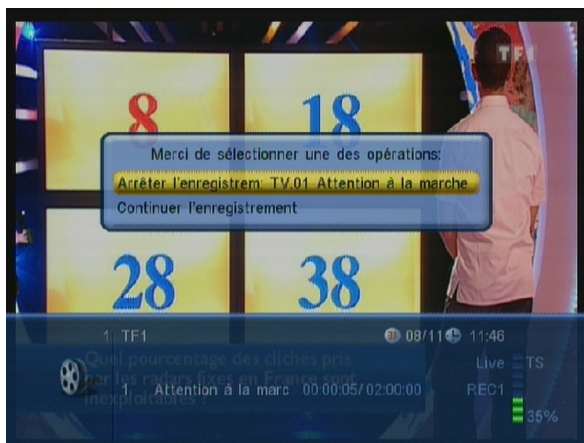 TF1
8 18
Merci de sélectionner une des opérations:
Arrêter l'enregistrem: TV.01 Attention à la marche
Continuer l'enregistrement
28 38
1 TF1 31 08/11 11:46
Quel pourcentage des clichés pris
par les radars fixes en France sont
inexploitables ?
Live TS
1 Attention à la marc 00:00:05/02:00:00 REC1
35%